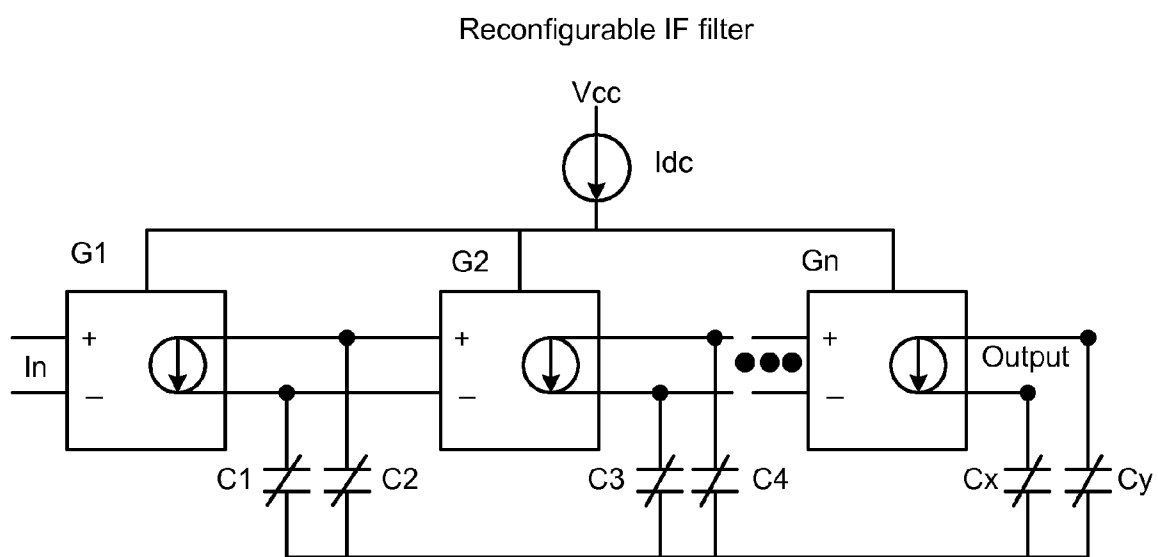 Reconfigurable IF filter
Vcc
Idc
G1
G2
Gn
+
+
+
In
Output
−
−
−
C1
C2
C3
C4
Cx
Cy